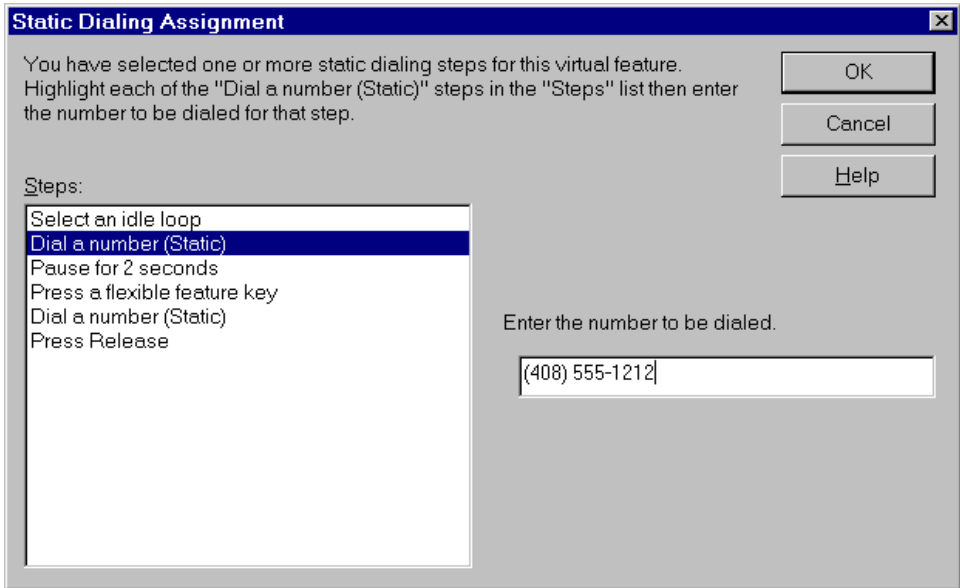 Static Dialing Assignment
You have selected one or more static dialing steps for this virtual feature.
Highlight each of the "Dial a number (Static)" steps in the "Steps" list then enter
the number to be dialed for that step.
OK
Cancel
Help
Steps:
Select an idle loop
Dial a number (Static)
Pause for 2 seconds
Press a flexible feature key
Dial a number (Static)
Press Release
Enter the number to be dialed.
(408) 555-1212